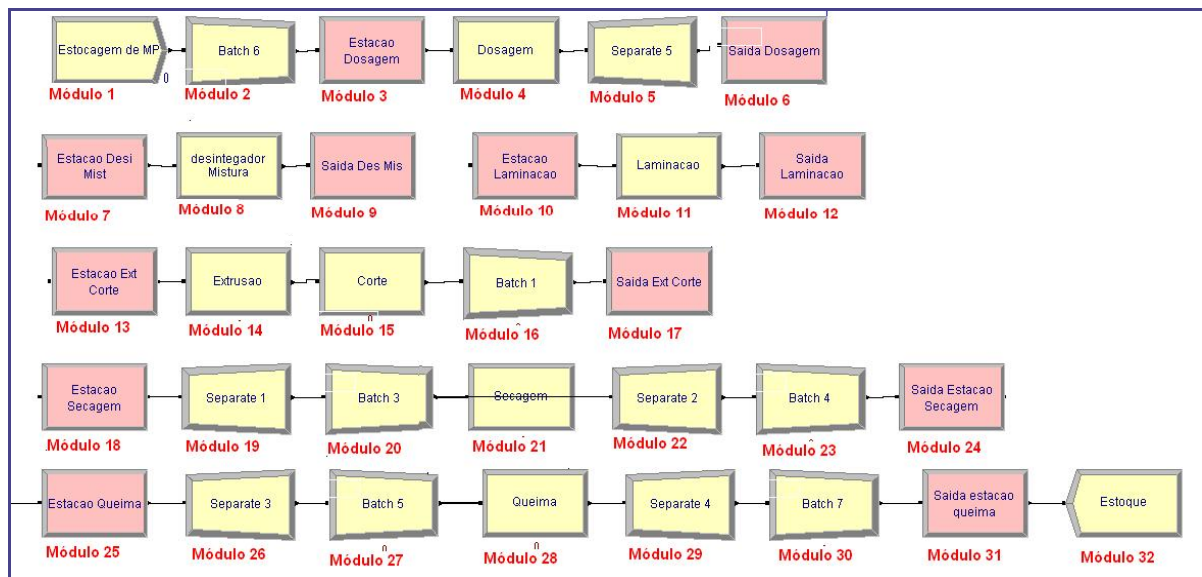 Estocagem de MP
Batch 6
Estacao
Dosagem
Dosagem
Separate 5
Saida Dosagem
0
Módulo 1
Módulo 2
Módulo 3
Módulo 4
Módulo 5
Módulo 6
Estacao Desi
Mist
desintegador
Mistura
Saida Des Mis
Estacao
Laminacao
Laminacao
Saida
Laminacao
Módulo 7
Módulo 8
Módulo 9
Módulo 10
Módulo 11
Módulo 12
Estacao Ext
Corte
Extrusao
Corte
Batch 1
Saida Ext Corte
Módulo 13
Módulo 14
Módulo 15
Módulo 16
Módulo 17
Estacao
Secagem
Separate 1
Batch 3
Secagem
Separate 2
Batch 4
Saida Estacao
Secagem
Módulo 18
Módulo 19
Módulo 20
Módulo 21
Módulo 22
Módulo 23
Módulo 24
Estacao Queima
Separate 3
Batch 5
Queima
Separate 4
Batch 7
Saida estacao
queima
Estoque
Módulo 25
Módulo 26
Módulo 27
Módulo 28
Módulo 29
Módulo 30
Módulo 31
Módulo 32